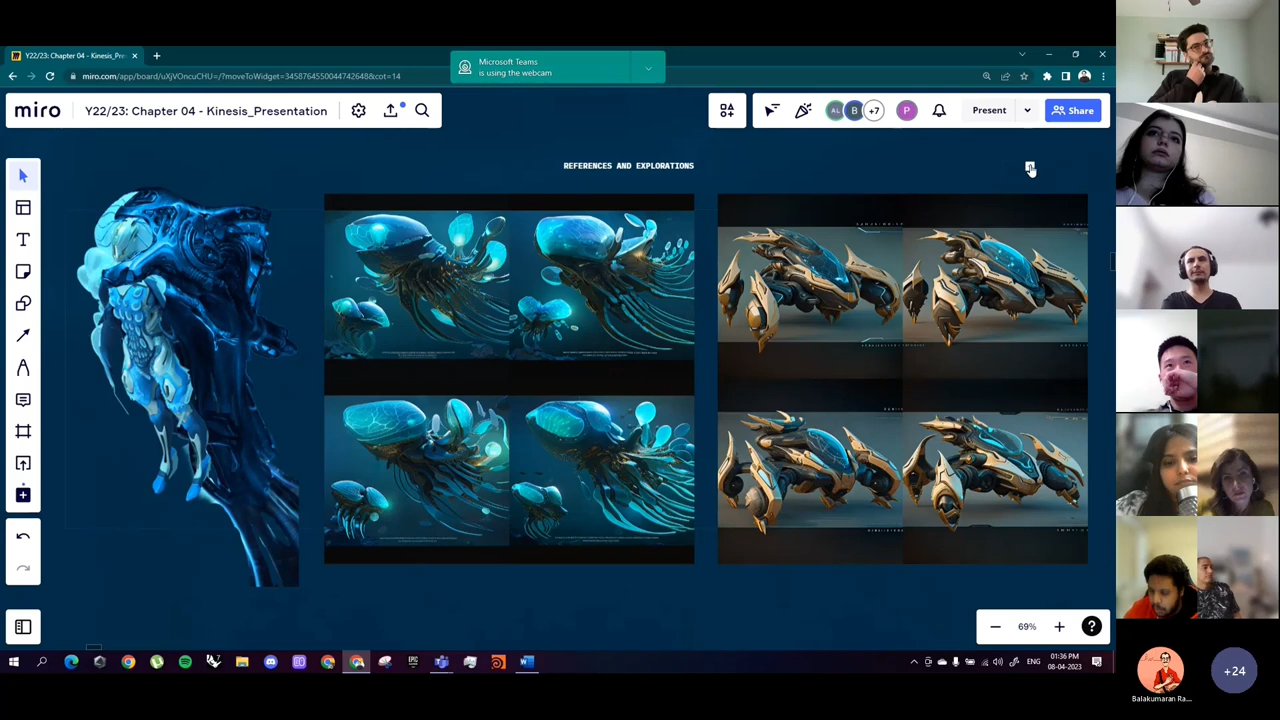 Y22/23: Chapter 04 - Kinesis_Pre
miro.com/app/board/uXjVOncuCHU=/?moveToWidget=3458764550044742648&cot=14
Microsoft Teams
is using the webcam
miro
Y22/23: Chapter 04 - Kinesis_Presentation
AL
B
+7
P
Present
Share
REFERENCES AND EXPLORATIONS
69%
ENG
01:36 PM
08-04-2023
Balakumaran Ra...
+24